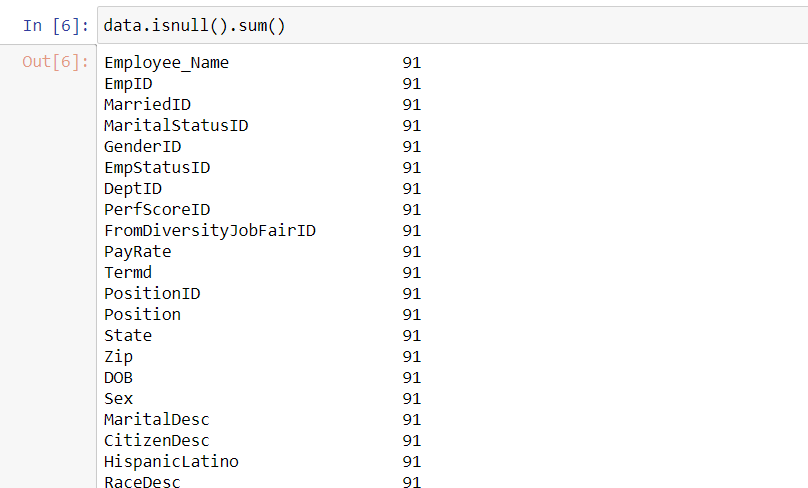 In [6]: data.isnull().sum()
Out[6]: Employee_Name 91
EmpID 91
MarriedID 91
MaritalStatusID 91
GenderID 91
EmpStatusID 91
DeptID 91
PerfScoreID 91
FromDiversityJobFairID 91
PayRate 91
Termd 91
PositionID 91
Position 91
State 91
Zip 91
DOB 91
Sex 91
MaritalDesc 91
CitizenDesc 91
HispanicLatino 91
RaceDesc 91